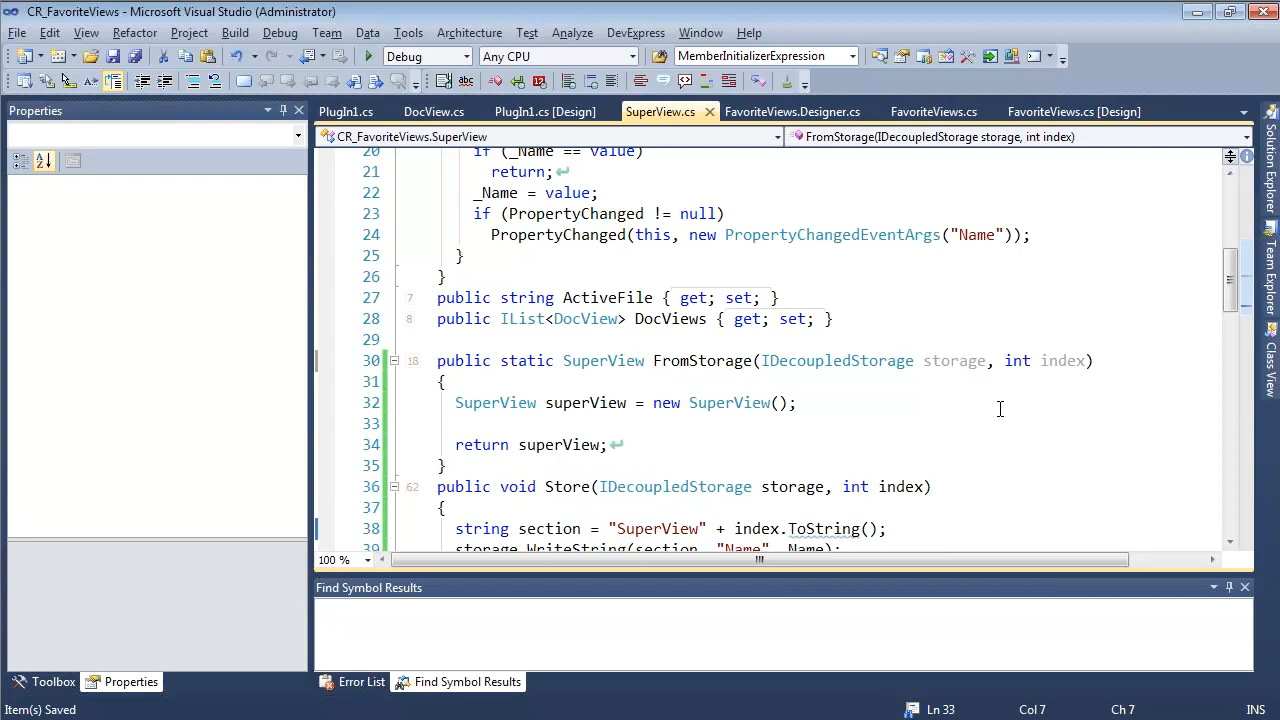 CR_FavoriteViews - Microsoft Visual Studio (Administrator)
File Edit View Refactor Project Build Debug Team Data Tools Architecture Test Analyze DevExpress Window Help
Debug Any CPU MemberInitializerExpression
Properties
PlugIn1.cs DocView.cs PlugIn1.cs [Design] SuperView.cs FavoriteViews.Designer.cs FavoriteViews.cs FavoriteViews.cs [Design]
CR_FavoriteViews.SuperView FromStorage(IDecoupledStorage storage, int index)
20 if (_Name == value)
21 return;
22 _Name = value;
23 if (PropertyChanged != null)
24 PropertyChanged(this, new PropertyChangedEventArgs("Name"));
25 }
26 }
27 7 public string ActiveFile { get; set; }
28 8 public IList<DocView> DocViews { get; set; }
29
30 18 public static SuperView FromStorage(IDecoupledStorage storage, int index)
31 {
32 SuperView superView = new SuperView();
33
34 return superView;
35 }
36 62 public void Store(IDecoupledStorage storage, int index)
37 {
38 string section = "SuperView" + index.ToString();
39 storage.WriteString(section, "Name", Name);
100 %
Find Symbol Results
Toolbox Properties
Error List Find Symbol Results
Item(s) Saved Ln 33 Col 7 Ch 7 INS
Solution Explorer
Team Explorer
Class View